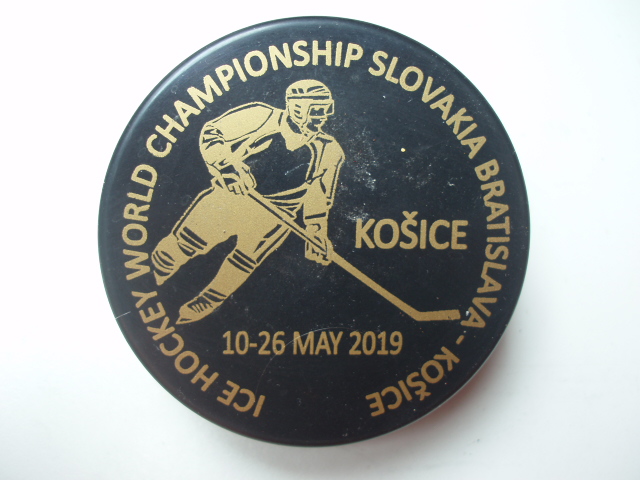 ICE HOCKEY WORLD CHAMPIONSHIP SLOVAKIA BRATISLAVA - KOŠICE
KOŠICE
10-26 MAY 2019